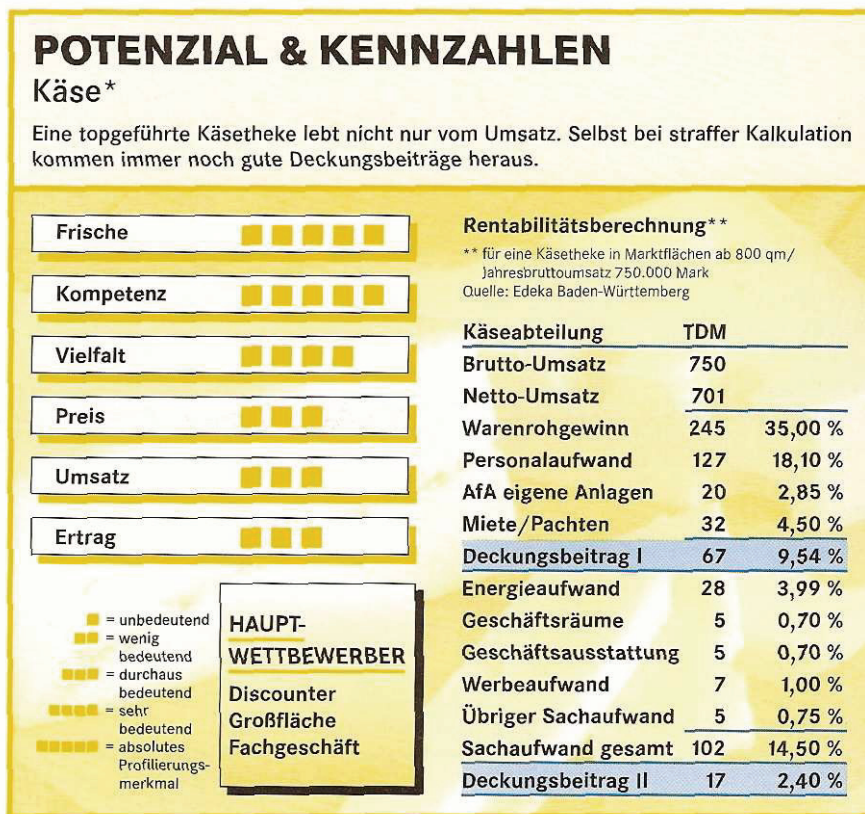 POTENZIAL & KENNZAHLEN
Käse*
Eine topgeführte Käsetheke lebt nicht nur vom Umsatz. Selbst bei straffer Kalkulation
kommen immer noch gute Deckungsbeiträge heraus.
Frische
Kompetenz
Vielfalt
Preis
Umsatz
Ertrag
= unbedeutend
= wenig
bedeutend
= durchaus
bedeutend
= sehr
bedeutend
= absolutes
Profilierungs-
merkmal
HAUPT-
WETTBEWERBER
Discounter
Großfläche
Fachgeschäft
Rentabilitätsberechnung**
** für eine Käsetheke in Marktflächen ab 800 qm/
Jahresbruttoumsatz 750.000 Mark
Quelle: Edeka Baden-Württemberg
Käseabteilung TDM
Brutto-Umsatz 750
Netto-Umsatz 701
Warenrohgewinn 245 35,00 %
Personalaufwand 127 18,10 %
AfA eigene Anlagen 20 2,85 %
Miete/Pachten 32 4,50 %
Deckungsbeitrag I 67 9,54 %
Energieaufwand 28 3,99 %
Geschäftsräume 5 0,70 %
Geschäftsausstattung 5 0,70 %
Werbeaufwand 7 1,00 %
Übriger Sachaufwand 5 0,75 %
Sachaufwand gesamt 102 14,50 %
Deckungsbeitrag II 17 2,40 %